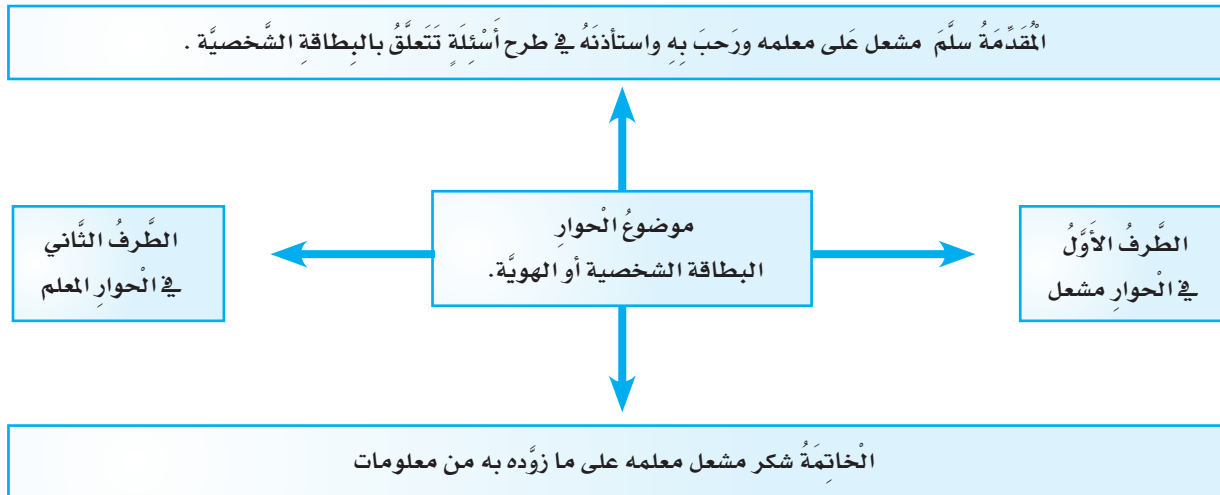 الْمُقَدِّمَةُ سلَّمَ مشعل عَلى معلمه ورَحبَ بِهِ واستأذنَهُ في طرح أَسْئِلَةٍ تَتَعلَّقُ بالبِطاقةِ الشَّخصيَّة .
موضوعُ الْحوارِ
البطاقة الشخصية أو الهويَّة.
الطَّرفُ الأَوَّلُ
في الْحوارِ مشعل
الطَّرفُ الثَّاني
في الْحوارِ المعلم
الْخاتِمَةُ شكر مشعل معلمه على ما زوَّده به من معلومات